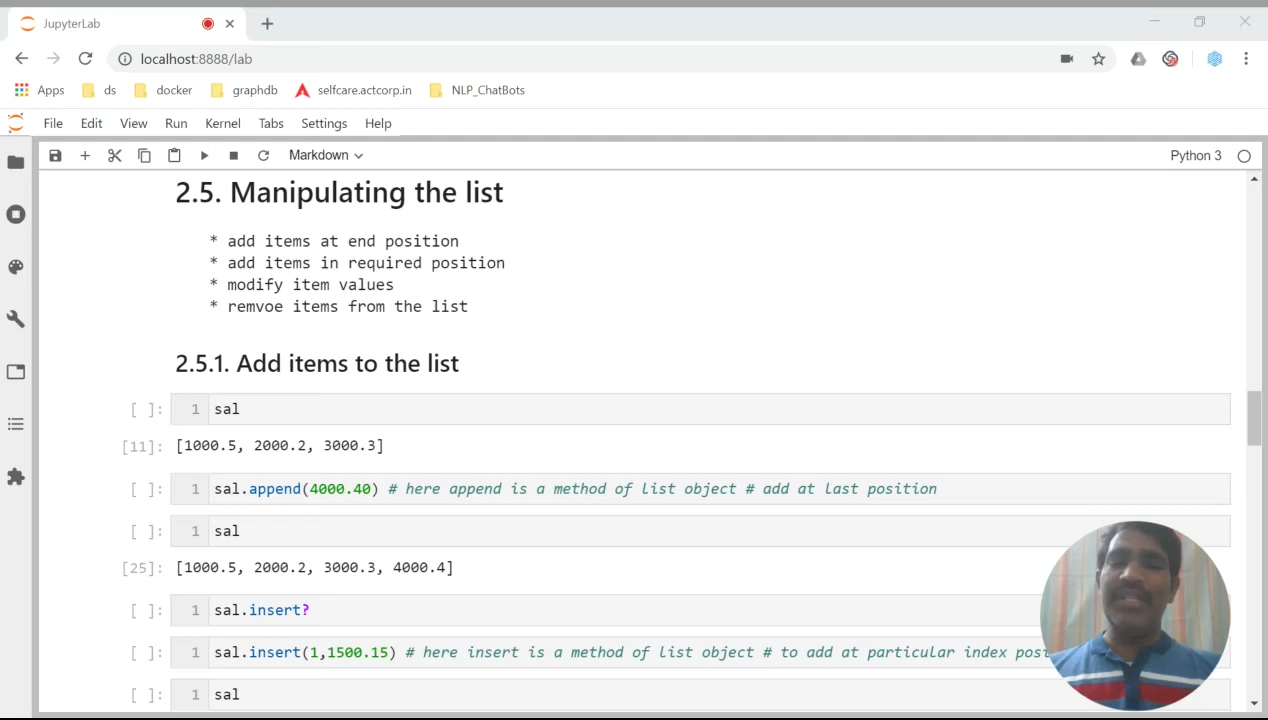 JupyterLab
localhost:8888/lab
Apps ds docker graphdb selfcare.actcorp.in NLP_ChatBots
File Edit View Run Kernel Tabs Settings Help
Markdown Python 3
2.5. Manipulating the list
* add items at end position
* add items in required position
* modify item values
* remvoe items from the list
2.5.1. Add items to the list
[ ]: 1 sal
[11]: [1000.5, 2000.2, 3000.3]
[ ]: 1 sal.append(4000.40) # here append is a method of list object # add at last position
[ ]: 1 sal
[25]: [1000.5, 2000.2, 3000.3, 4000.4]
[ ]: 1 sal.insert?
[ ]: 1 sal.insert(1,1500.15) # here insert is a method of list object # to add at particular index
[ ]: 1 sal